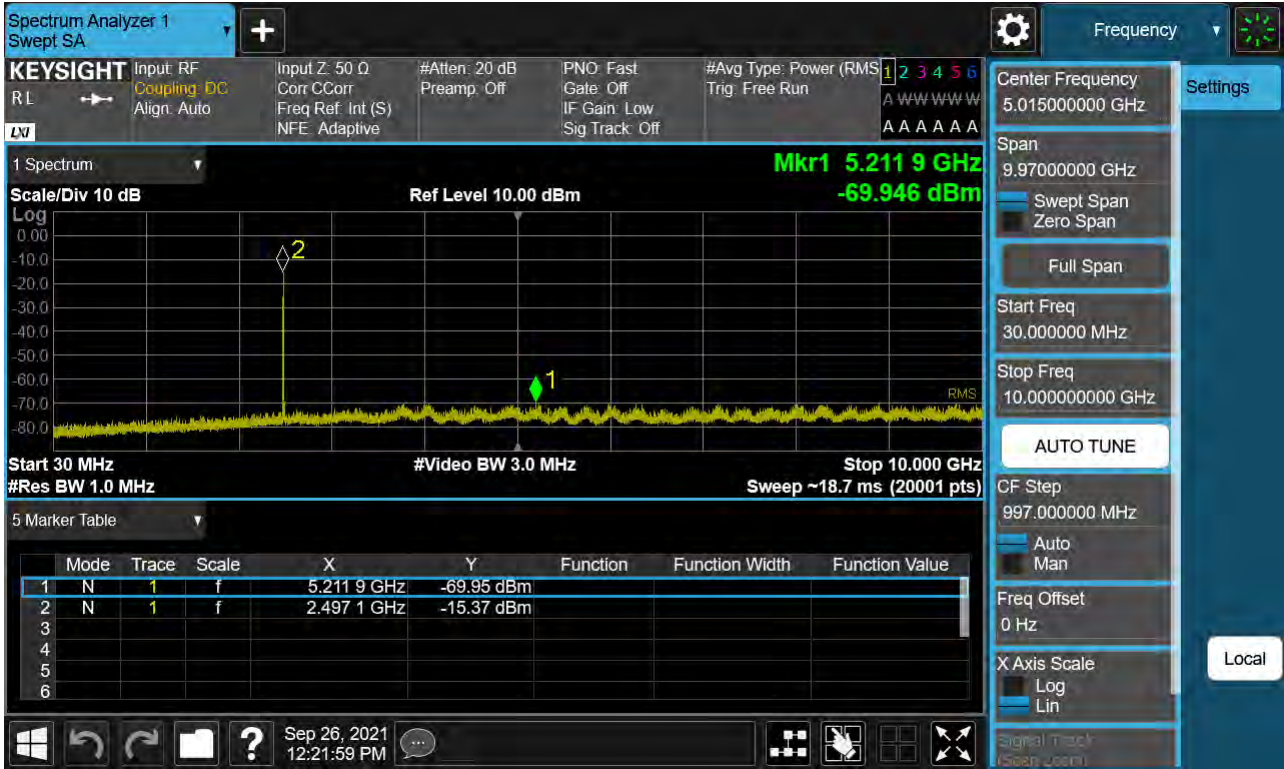 Spectrum Analyzer 1
Swept SA
Frequency
KEYSIGHT
R L
LXI
Input: RF
Coupling: DC
Align: Auto
Input Z: 50 Ω
Corr CCorr
Freq Ref: Int (S)
NFE: Adaptive
#Atten: 20 dB
Preamp: Off
PNO: Fast
Gate: Off
IF Gain: Low
Sig Track: Off
#Avg Type: Power (RMS
Trig: Free Run
1 2 3 4 5 6
A W W W W W
A A A A A A
1 Spectrum
Mkr1 5.211 9 GHz
Scale/Div 10 dB
Ref Level 10.00 dBm
-69.946 dBm
Log
0.00
-10.0
-20.0
-30.0
-40.0
-50.0
-60.0
-70.0
-80.0
2
1
RMS
Start 30 MHz
#Video BW 3.0 MHz
Stop 10.000 GHz
#Res BW 1.0 MHz
Sweep ~18.7 ms (20001 pts)
5 Marker Table
Mode Trace Scale X Y Function Function Width Function Value
1 N 1 f 5.211 9 GHz -69.95 dBm
2 N 1 f 2.497 1 GHz -15.37 dBm
3
4
5
6
Sep 26, 2021
12:21:59 PM
Center Frequency
5.015000000 GHz
Settings
Span
9.97000000 GHz
Swept Span
Zero Span
Full Span
Start Freq
30.000000 MHz
Stop Freq
10.000000000 GHz
AUTO TUNE
CF Step
997.000000 MHz
Auto
Man
Freq Offset
0 Hz
X Axis Scale
Log
Lin
Local
Signal Track
(Span Zoom)